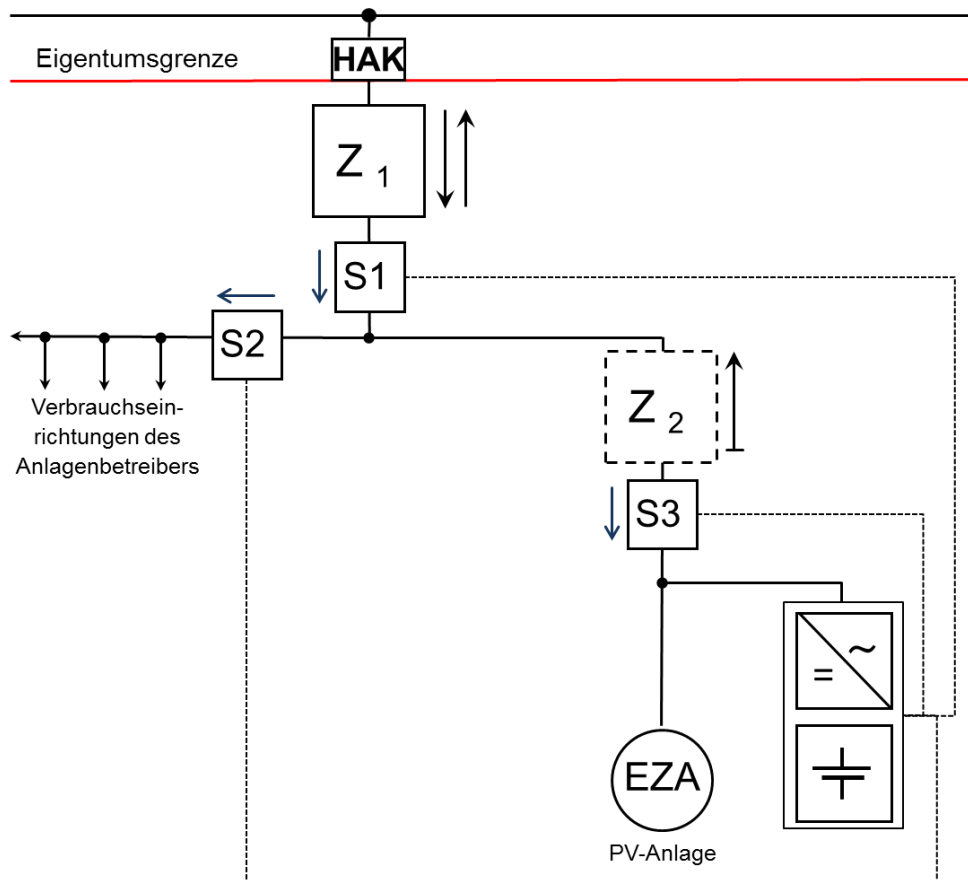 HAK
Eigentumsgrenze
Z 1
S1
S2
Verbrauchsein-
richtungen des
Anlagenbetreibers
Z 2
S3
= ~
EZA
PV-Anlage